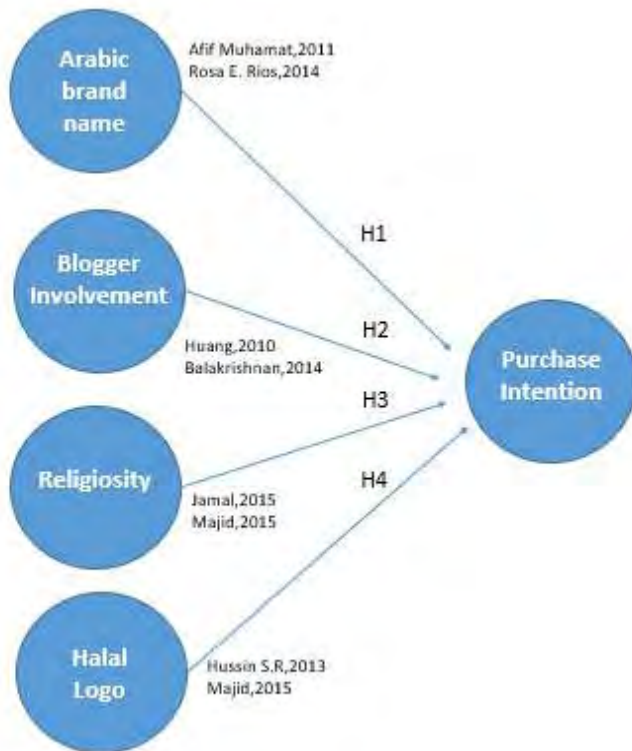 Arabic
brand
name
Afif Muhamat,2011
Rosa E. Rios,2014
H1
Blogger
Involvement
H2
Huang,2010
Balakrishnan,2014
Purchase
Intention
H3
Religiosity
Jamal,2015
Majid,2015
H4
Halal
Logo
Hussin S.R,2013
Majid,2015